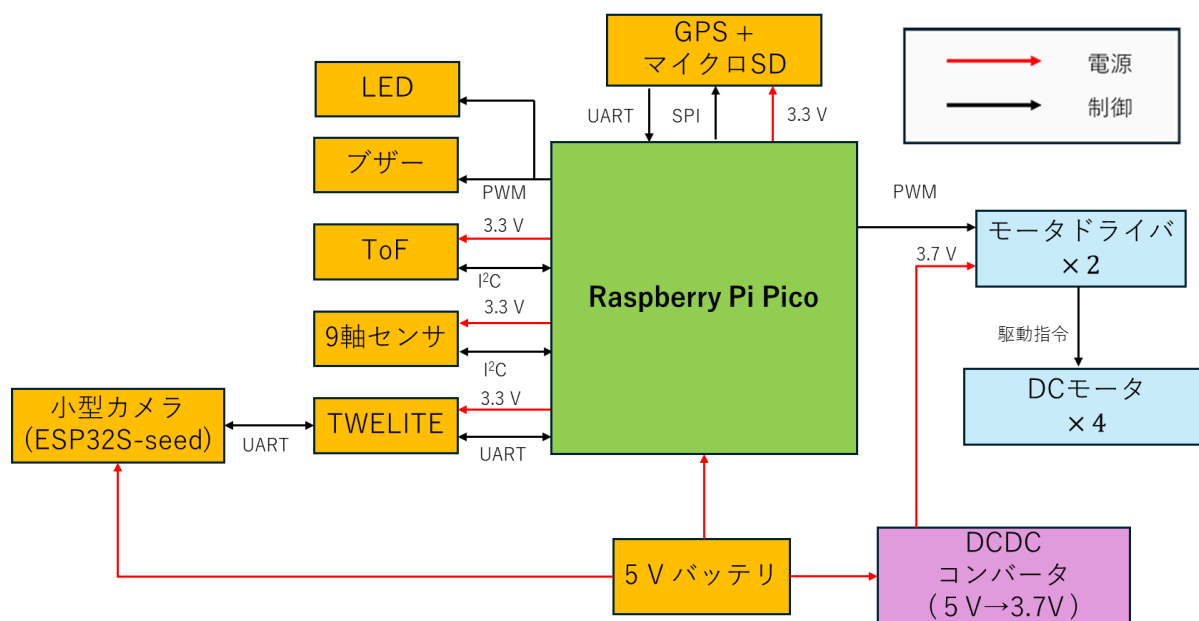 GPS +
マイクロSD
電源
制御
LED
UART
SPI
3.3 V
ブザー
PWM
PWM
3.3 V
ToF
I²C
モータドライバ
×２
3.7 V
Raspberry Pi Pico
3.3 V
9軸センサ
I²C
駆動指令
DCモータ
×４
小型カメラ
(ESP32S-seed)
UART
3.3 V
TWELITE
UART
５Ｖバッテリ
DCDC
コンバータ
（５V→3.7V）